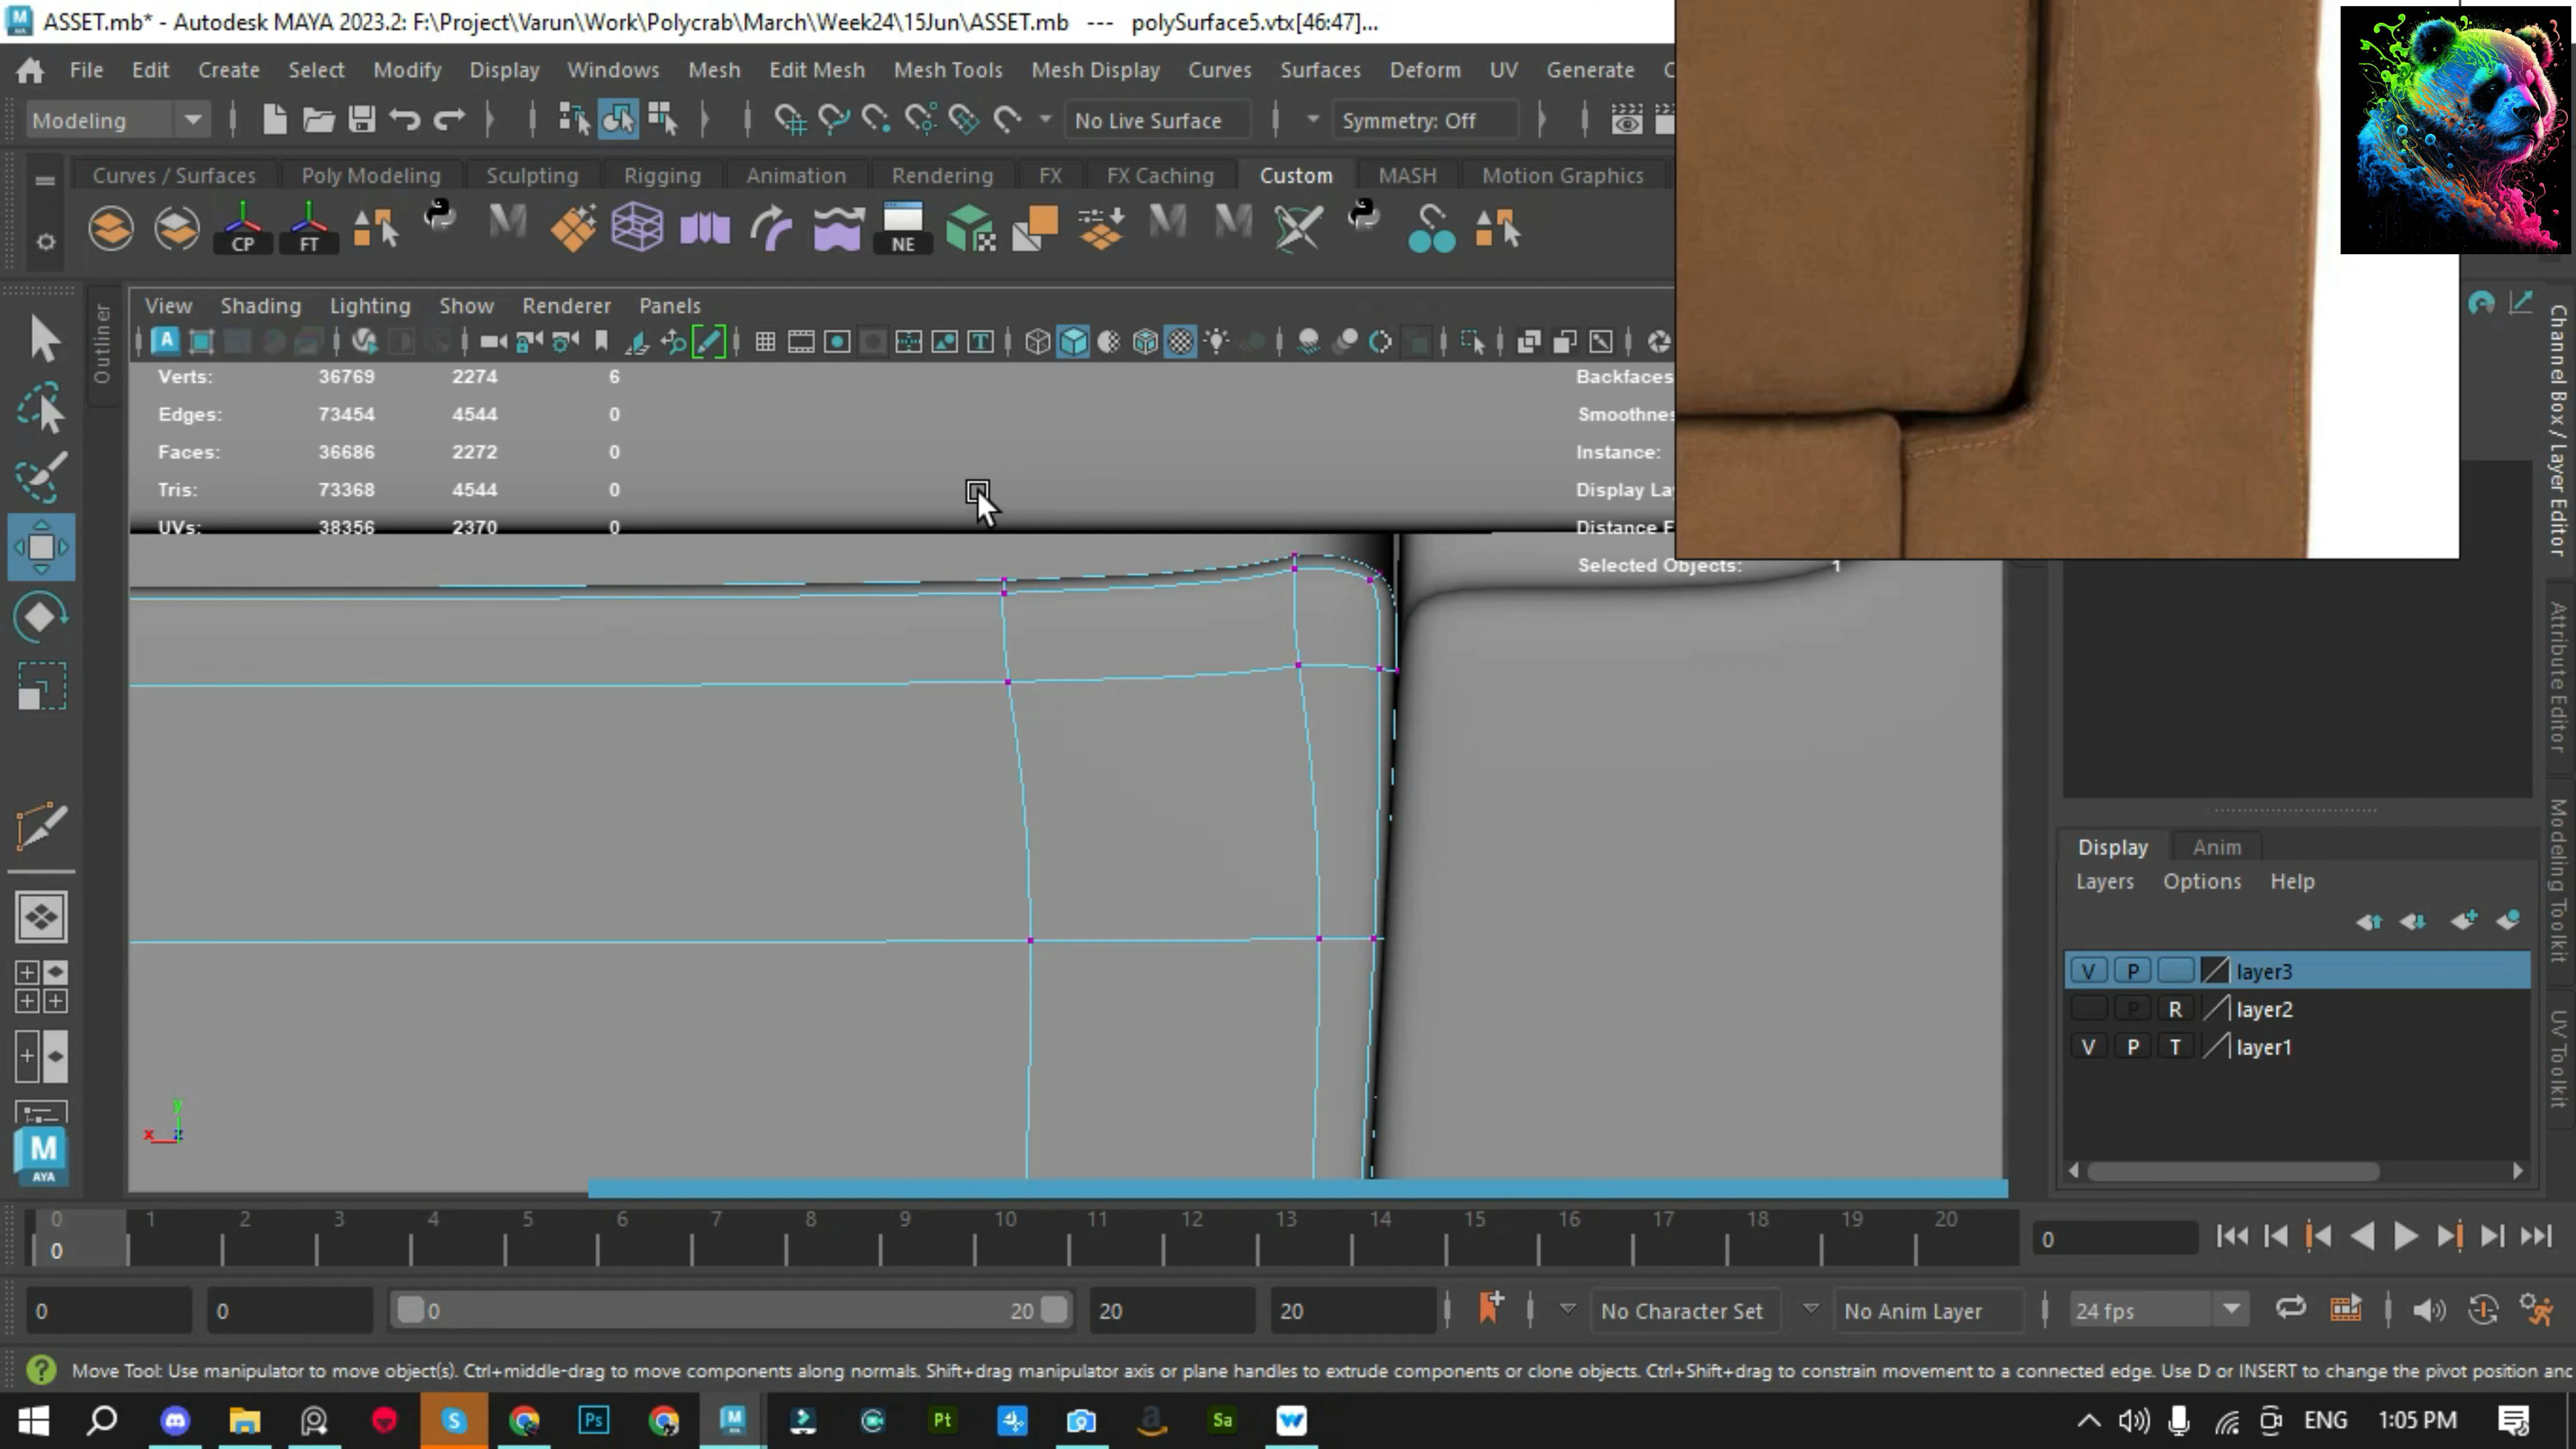 ASSET.mb* - Autodesk MAYA 2023.2: F:\Project\Varun\Work\Polycrab\March\Week24\15Jun\ASSET.mb   ---   polySurface5.vtx[46:47]...
File Edit Create Select Modify Display Windows Mesh Edit Mesh Mesh Tools Mesh Display Curves Surfaces Deform UV Generate C
Modeling No Live Surface Symmetry: Off
Curves / Surfaces Poly Modeling Sculpting Rigging Animation Rendering FX FX Caching Custom MASH Motion Graphics
CP FT NE
View Shading Lighting Show Renderer Panels
Verts: 36769 2274 6 Backfaces
Edges: 73454 4544 0 Smoothnes
Faces: 36686 2272 0 Instance:
Tris: 73368 4544 0 Display La
UVs: 38356 2370 0 Distance F
Selected Objects: 1
Outliner
Channel Box / Layer Editor
Attribute Editor
Modeling Toolkit
UV Toolkit
Display Anim
Layers Options Help
V P layer3
P R layer2
V P T layer1
y
x z
M
AYA
0 1 2 3 4 5 6 7 8 9 10 11 12 13 14 15 16 17 18 19 20
0 0
0 0 0 20 20 20 No Character Set No Anim Layer 24 fps
Move Tool: Use manipulator to move object(s). Ctrl+middle-drag to move components along normals. Shift+drag manipulator axis or plane handles to extrude components or clone objects. Ctrl+Shift+drag to constrain movement to a connected edge. Use D or INSERT to change the pivot position anc
S Ps M Pt a Sa ENG 1:05 PM